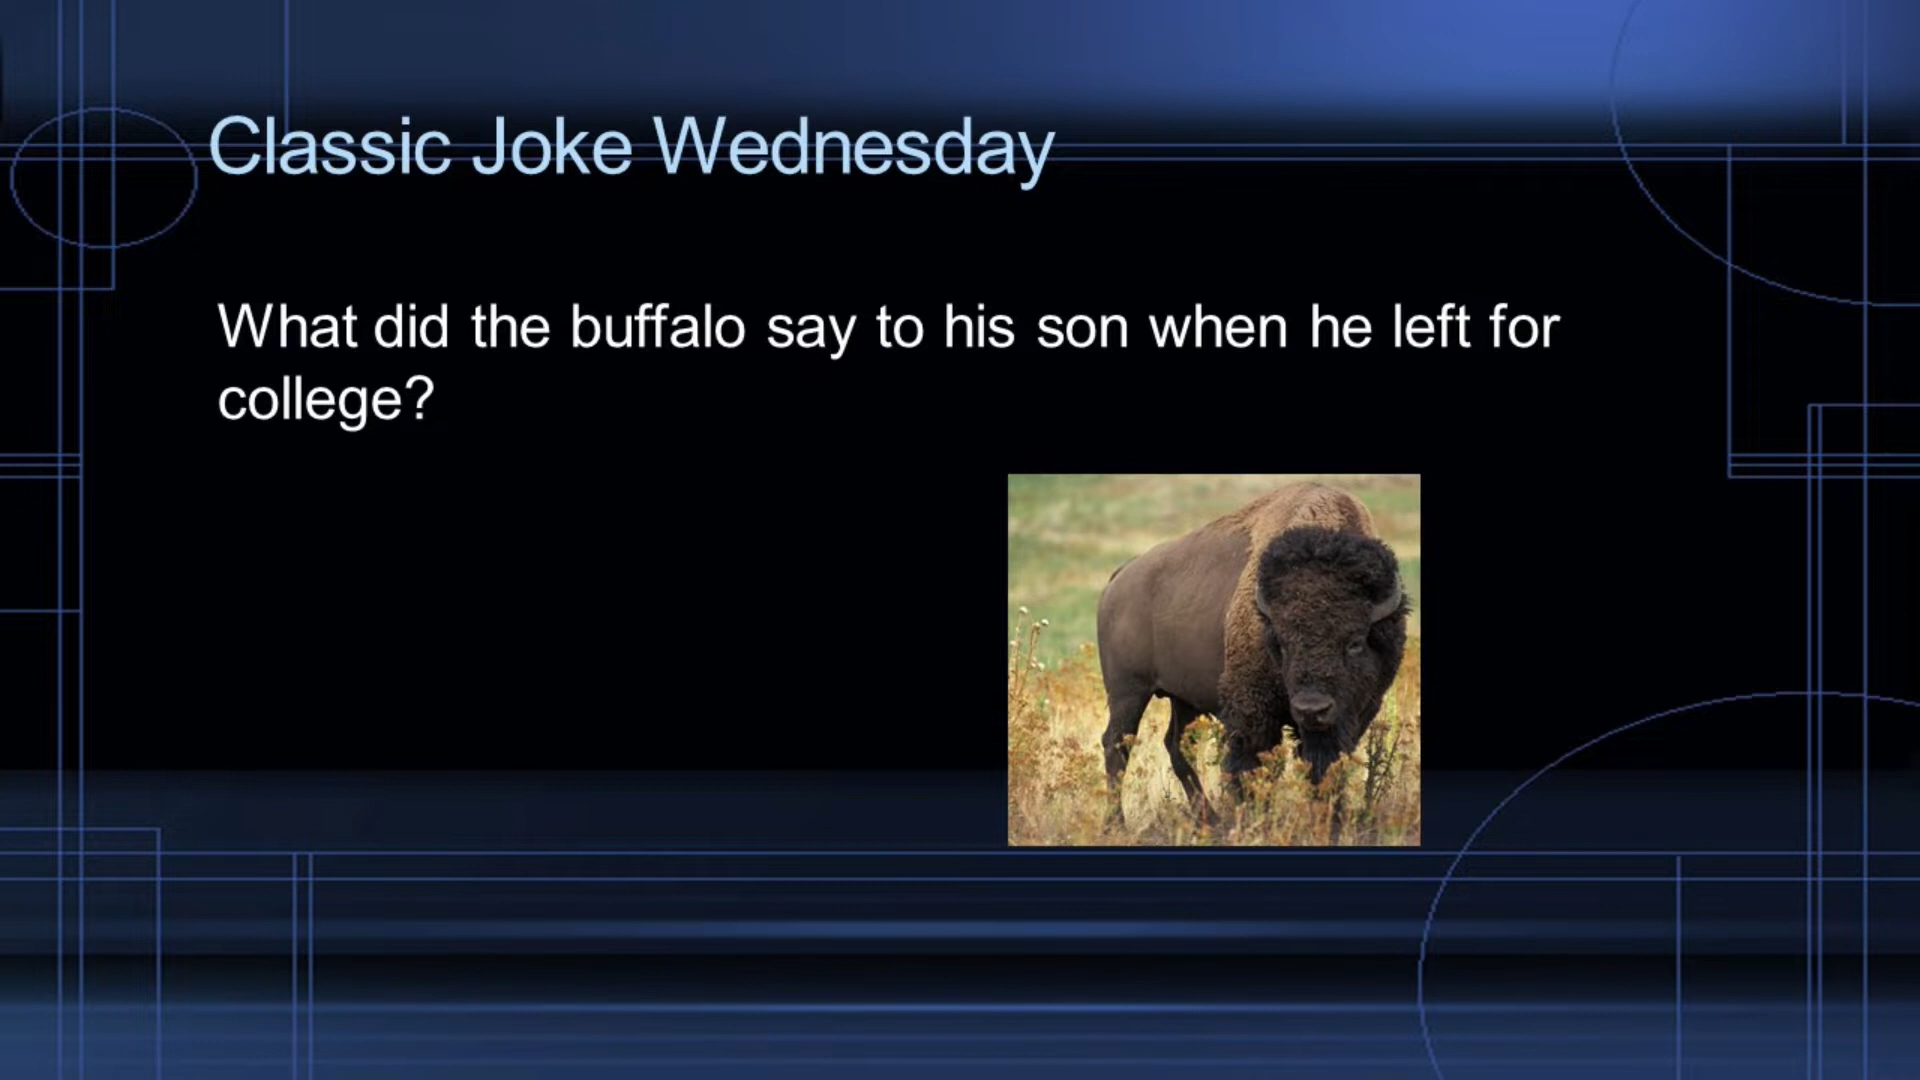 Classic Joke Wednesday
What did the buffalo say to his son when he left for
college?